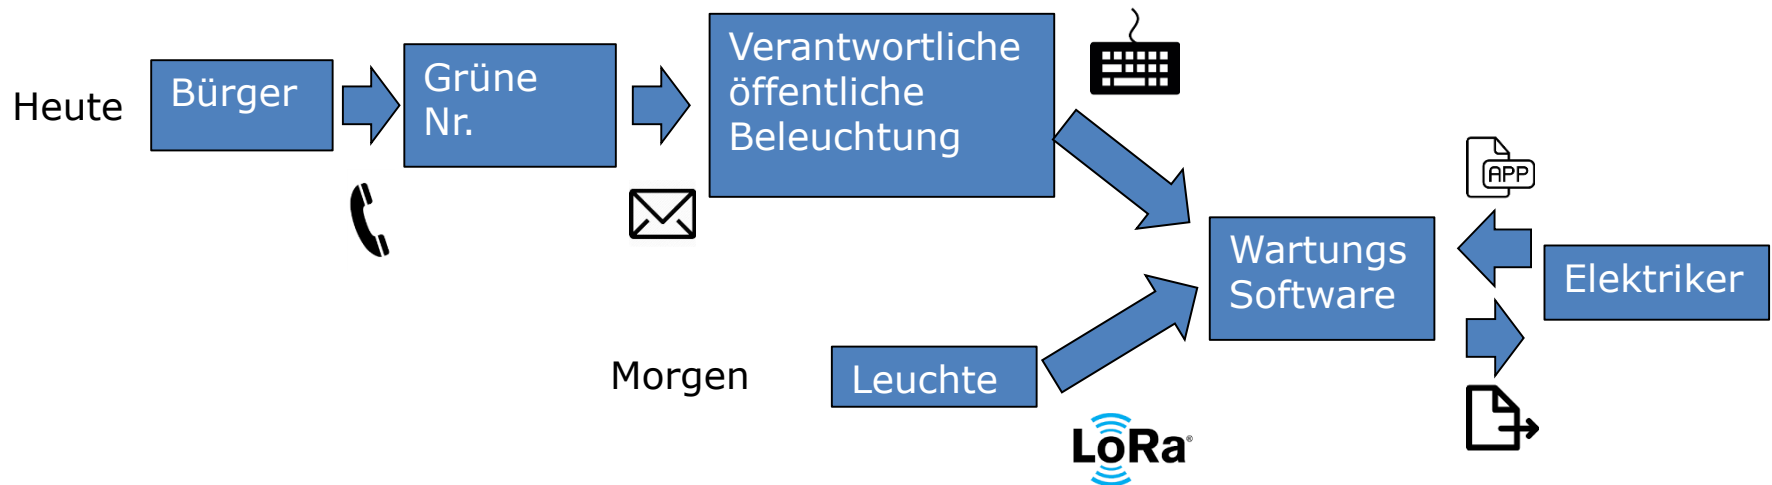 Heute
Bürger
Grüne
Nr.
Verantwortliche
öffentliche
Beleuchtung
APP
Wartungs
Software
Elektriker
Morgen
Leuchte
LoRa®